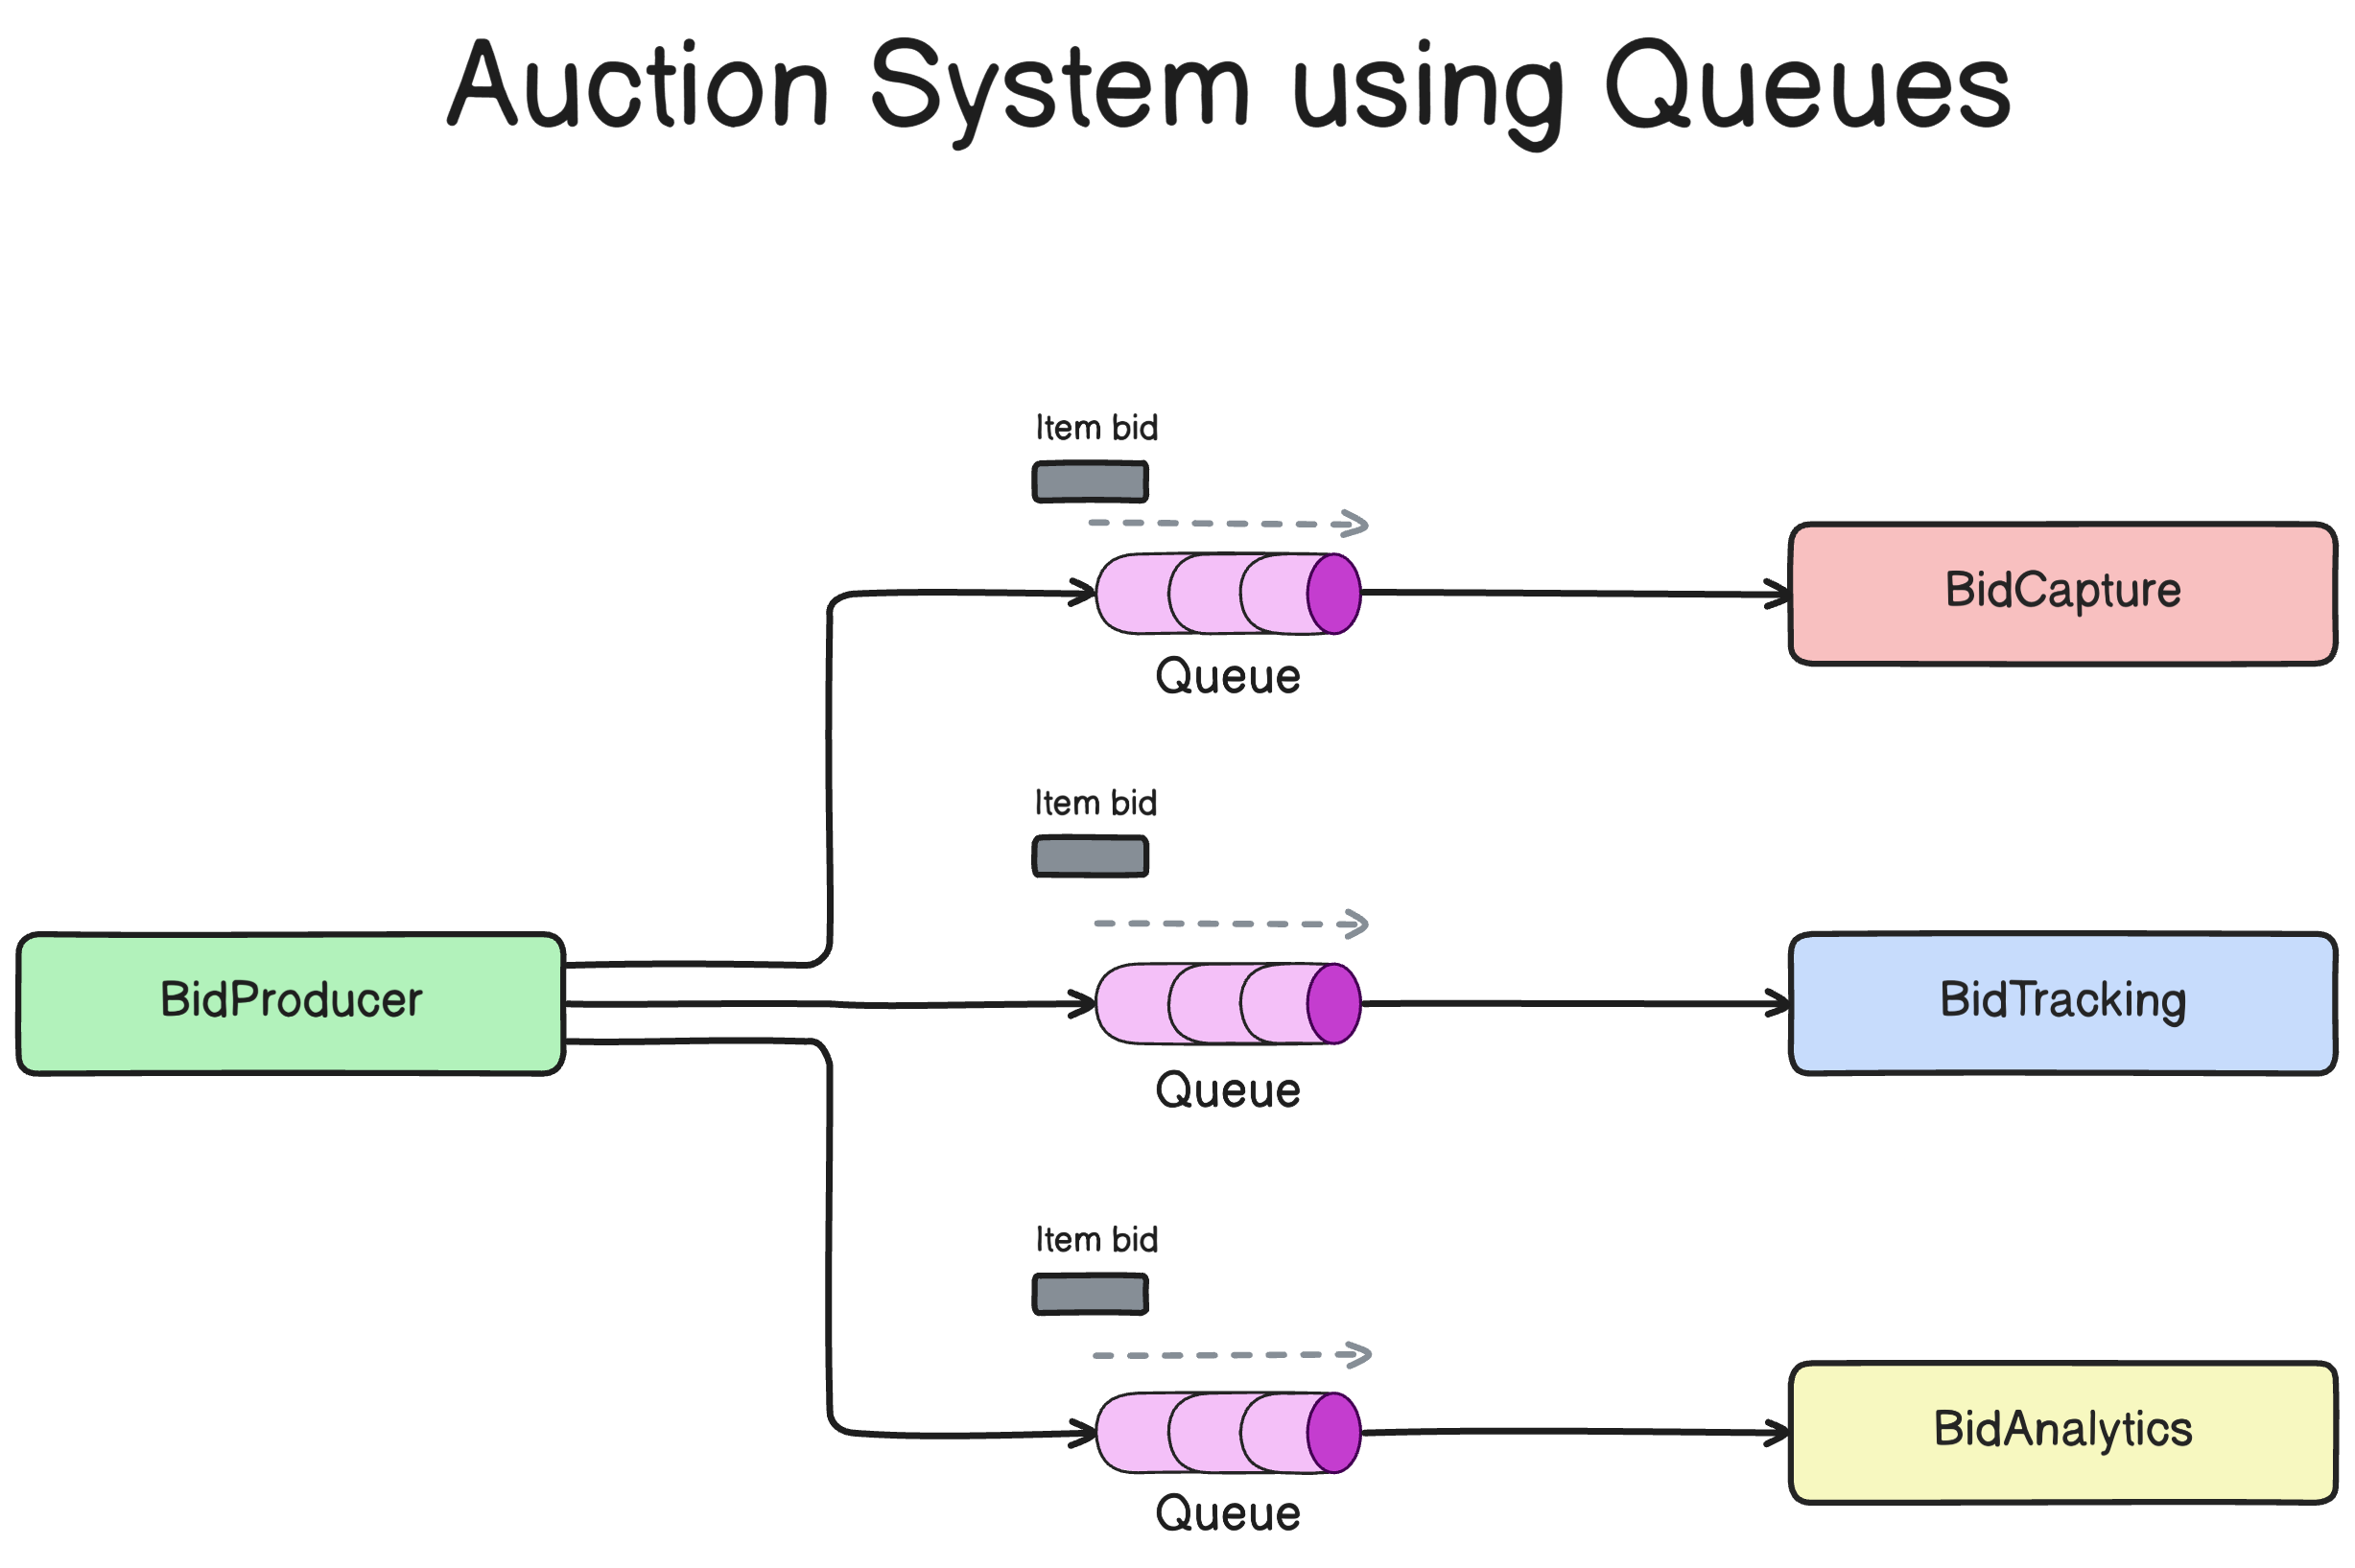 Auction System using Queues
Item bid
Queue
BidCapture
Item bid
BidProducer
Queue
BidTracking
Item bid
Queue
BidAnalytics